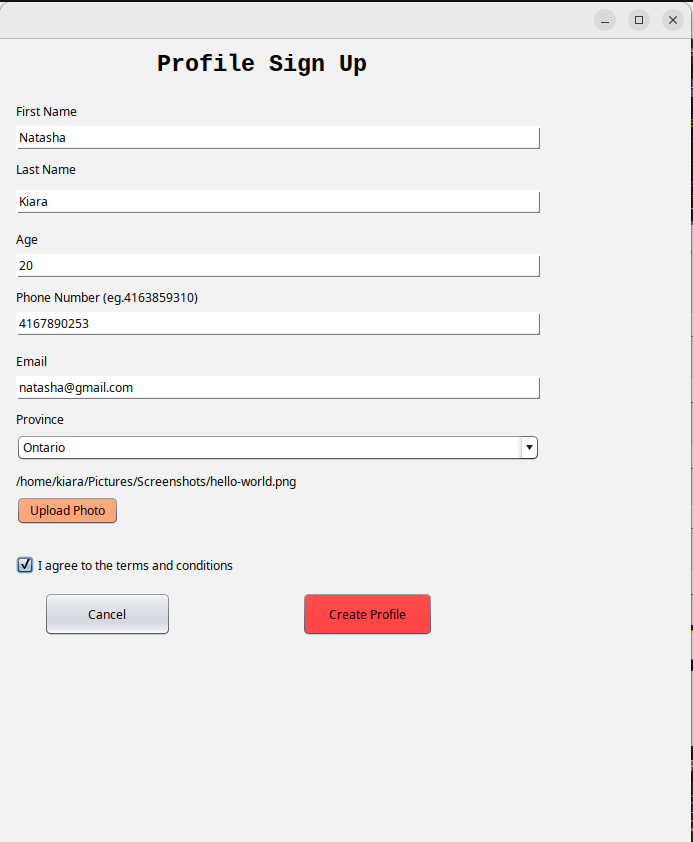 Profile Sign Up
First Name
Natasha
Last Name
Kiara
Age
20
Phone Number (eg.4163859310)
4167890253
Email
natasha@gmail.com
Province
Ontario
/home/kiara/Pictures/Screenshots/hello-world.png
Upload Photo
I agree to the terms and conditions
Cancel
Create Profile